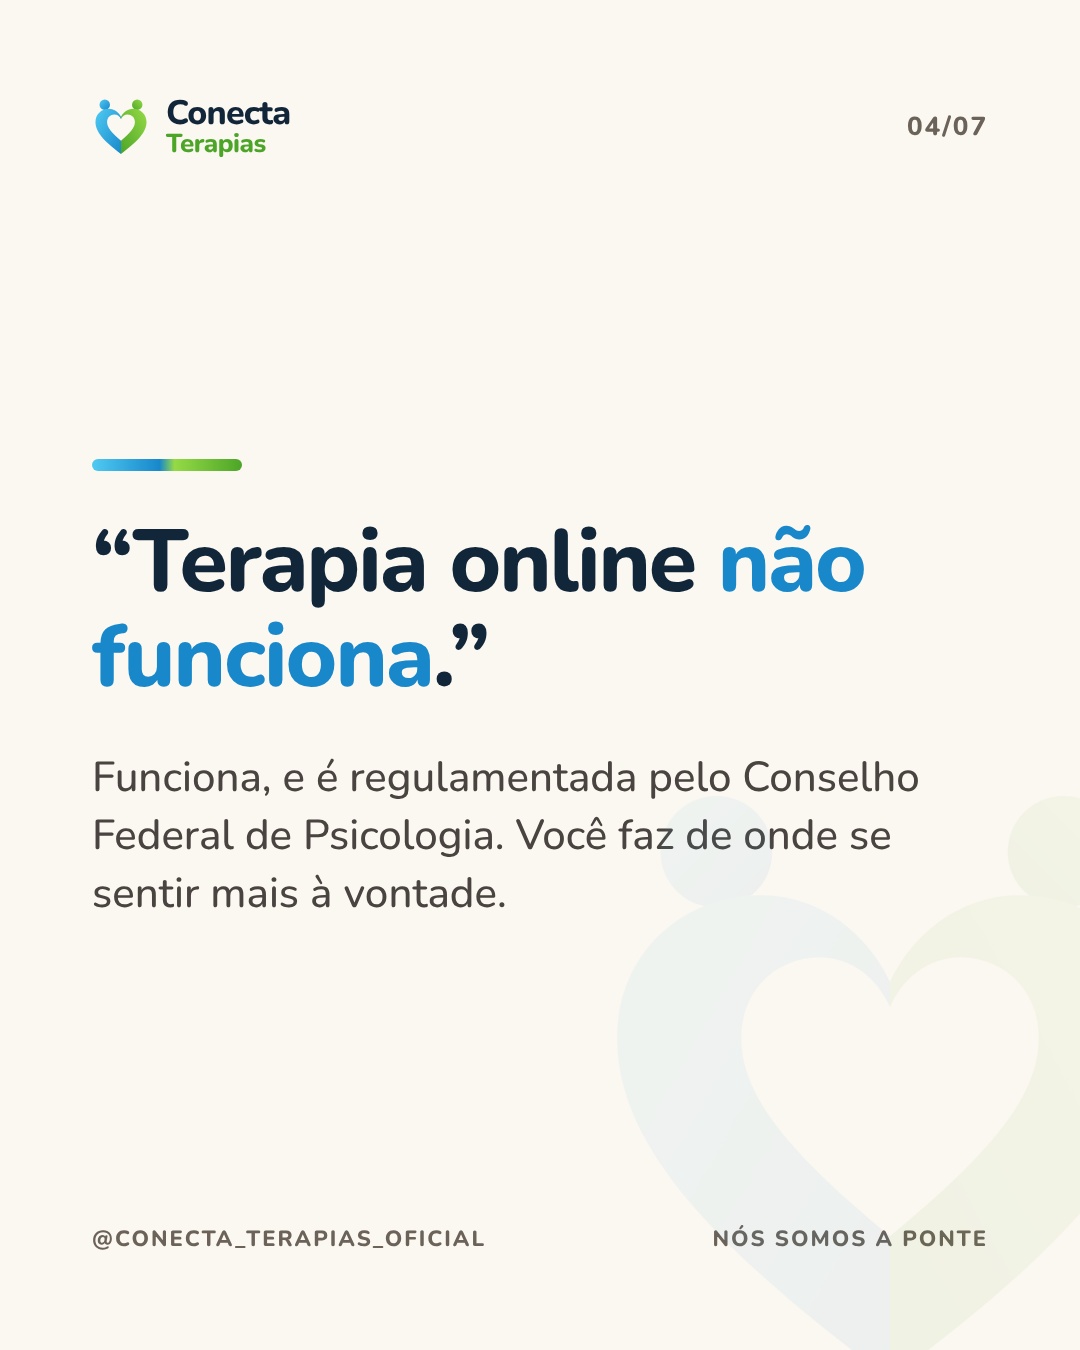 Conecta
Terapias
04/07
“Terapia online não
funciona.”
Funciona, e é regulamentada pelo Conselho
Federal de Psicologia. Você faz de onde se
sentir mais à vontade.
@CONECTA_TERAPIAS_OFICIAL
NÓS SOMOS A PONTE